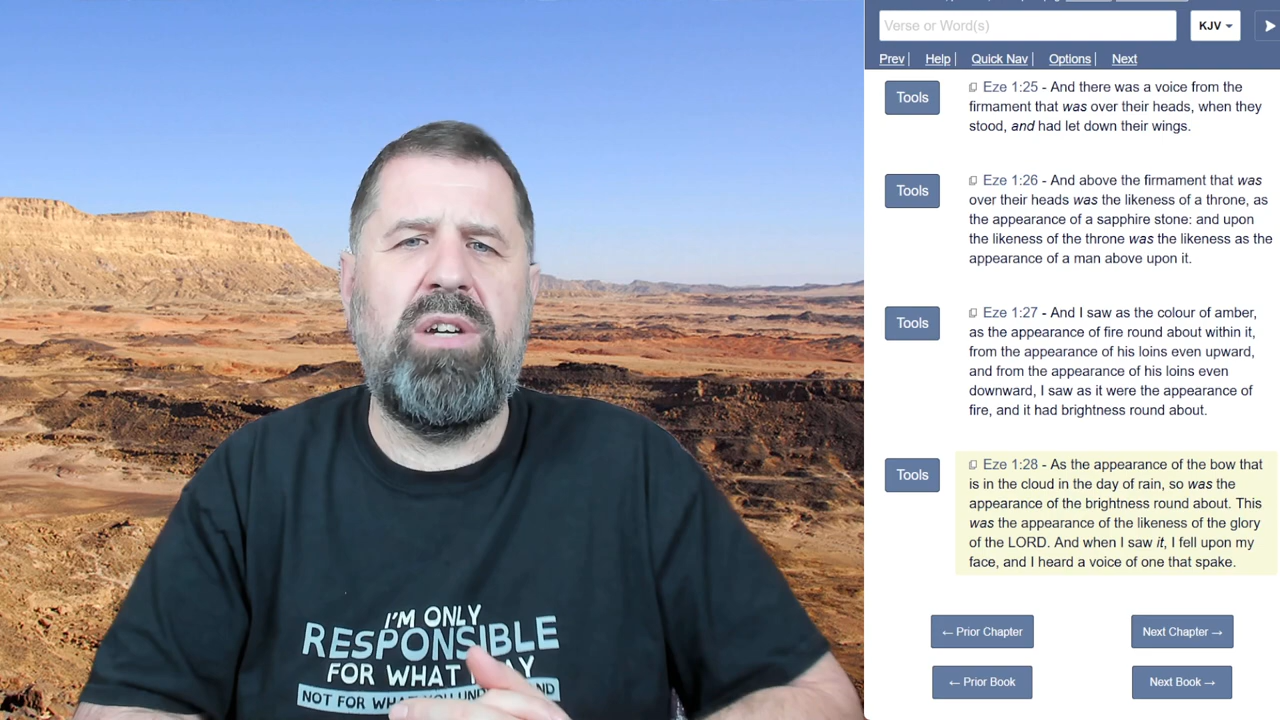 Verse or Word(s)
KJV
Prev
Help
Quick Nav
Options
Next
Tools
Eze 1:25 - And there was a voice from the
firmament that was over their heads, when they
stood, and had let down their wings.
Tools
Eze 1:26 - And above the firmament that was
over their heads was the likeness of a throne, as
the appearance of a sapphire stone: and upon
the likeness of the throne was the likeness as the
appearance of a man above upon it.
Tools
Eze 1:27 - And I saw as the colour of amber,
as the appearance of fire round about within it,
from the appearance of his loins even upward,
and from the appearance of his loins even
downward, I saw as it were the appearance of
fire, and it had brightness round about.
Tools
Eze 1:28 - As the appearance of the bow that
is in the cloud in the day of rain, so was the
appearance of the brightness round about. This
was the appearance of the likeness of the glory
of the LORD. And when I saw it, I fell upon my
face, and I heard a voice of one that spake.
← Prior Chapter
Next Chapter →
← Prior Book
Next Book →
I'M ONLY
RESPONSIBLE
FOR WHAT
NOT FOR